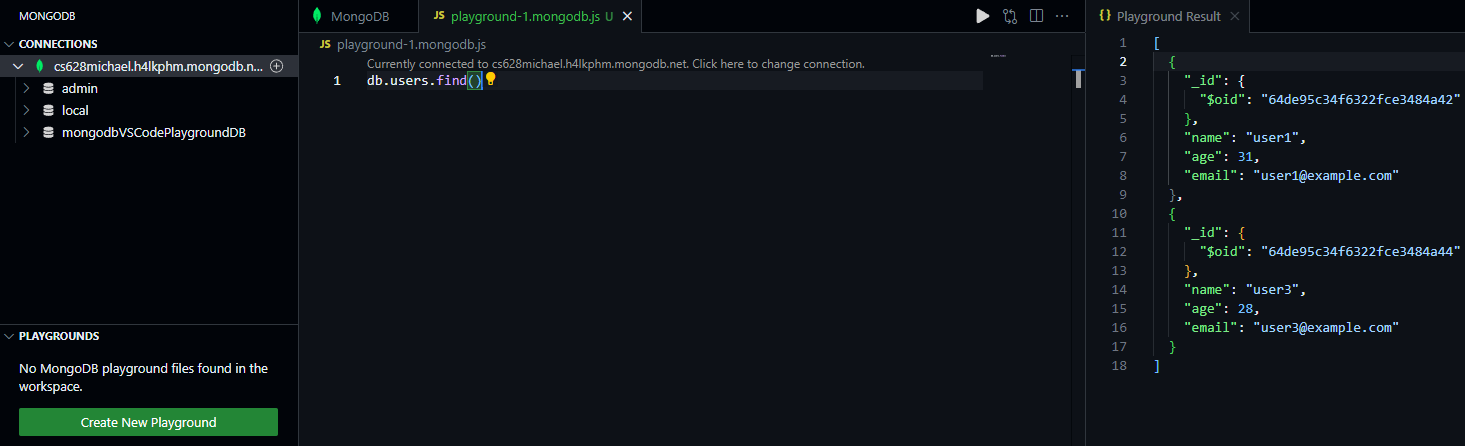 MONGODB
CONNECTIONS
cs628michael.h4lkphm.mongodb.n...
admin
local
mongodbVSCodePlaygroundDB
PLAYGROUNDS
No MongoDB playground files found in the
workspace.
Create New Playground
MongoDB
JS playground-1.mongodb.js U
JS playground-1.mongodb.js
Currently connected to cs628michael.h4lkphm.mongodb.net. Click here to change connection.
1 db.users.find()
{} Playground Result
1 [
2 {
3 "_id": {
4 "$oid": "64de95c34f6322fce3484a42"
5 },
6 "name": "user1",
7 "age": 31,
8 "email": "user1@example.com"
9 },
10 {
11 "_id": {
12 "$oid": "64de95c34f6322fce3484a44"
13 },
14 "name": "user3",
15 "age": 28,
16 "email": "user3@example.com"
17 }
18 ]